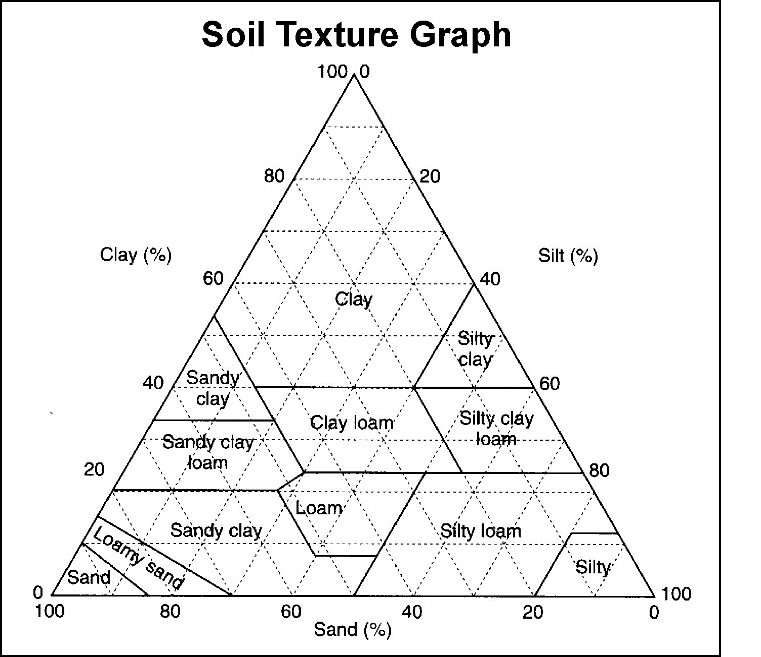 Soil Texture Graph
100 0
80 20
Clay (%) Silt (%)
60 40
Clay
Silty
clay
40 60
Sandy
clay
Clay loam
Silty clay
loam
Sandy clay
loam
20 80
Loam
Sandy clay
Silty loam
Loamy sand
Silty
Sand
0 100
100 80 60 40 20 0
Sand (%)